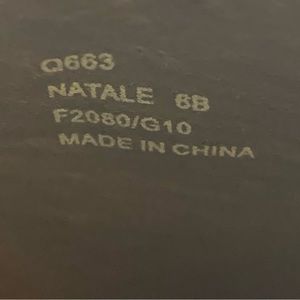 Q663
NATALE 6B
F2080/G10
MADE IN CHINA